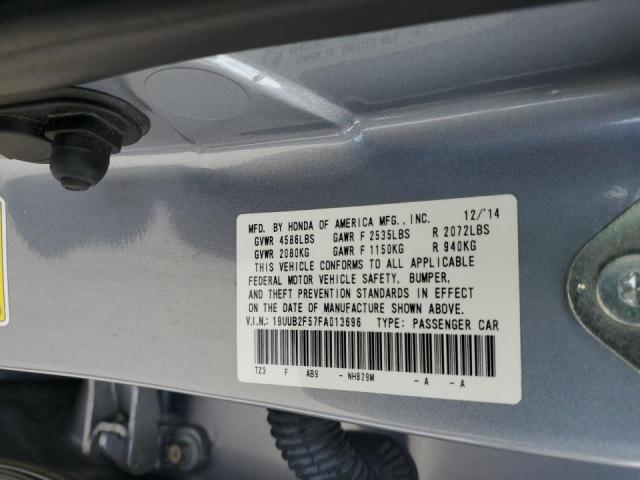 MFD. BY HONDA OF AMERICA MFG.,INC. 12/'14
GVWR 4586LBS GAWR F 2535LBS R 2072LBS
GVWR 2080KG GAWR F 1150KG R 940KG
THIS VEHICLE CONFORMS TO ALL APPLICABLE
FEDERAL MOTOR VEHICLE SAFETY, BUMPER,
AND THEFT PREVENTION STANDARDS IN EFFECT
ON THE DATE OF MANUFACTURE SHOWN ABOVE.
V.I.N.: 19UUB2F57FA013696 TYPE: PASSENGER CAR
TZ3 F AB9 - NH829M - A - A